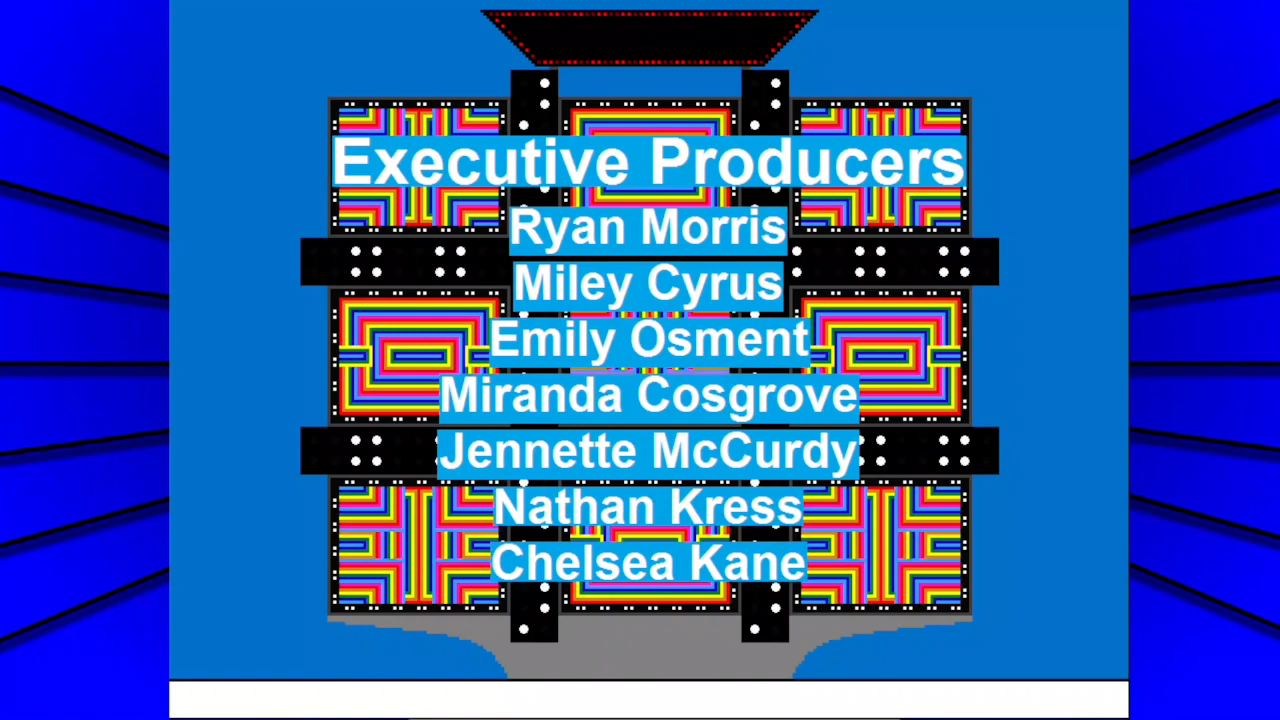 Executive Producers
Ryan Morris
Miley Cyrus
Emily Osment
Miranda Cosgrove
Jennette McCurdy
Nathan Kress
Chelsea Kane